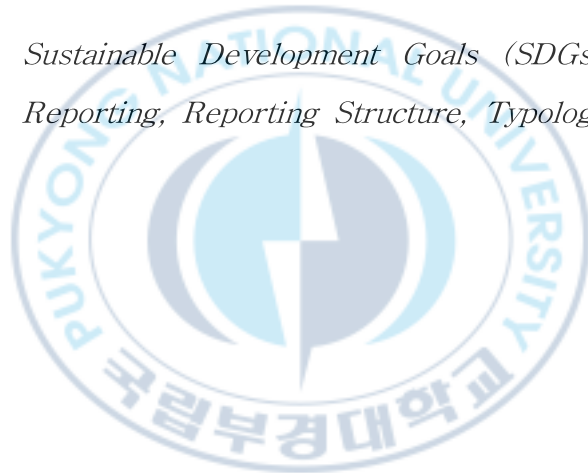 Sustainable Development Goals (SDGs
Reporting, Reporting Structure, Typolog
PUKYONG NATIONAL UNIVERSITY
국립부경대학교